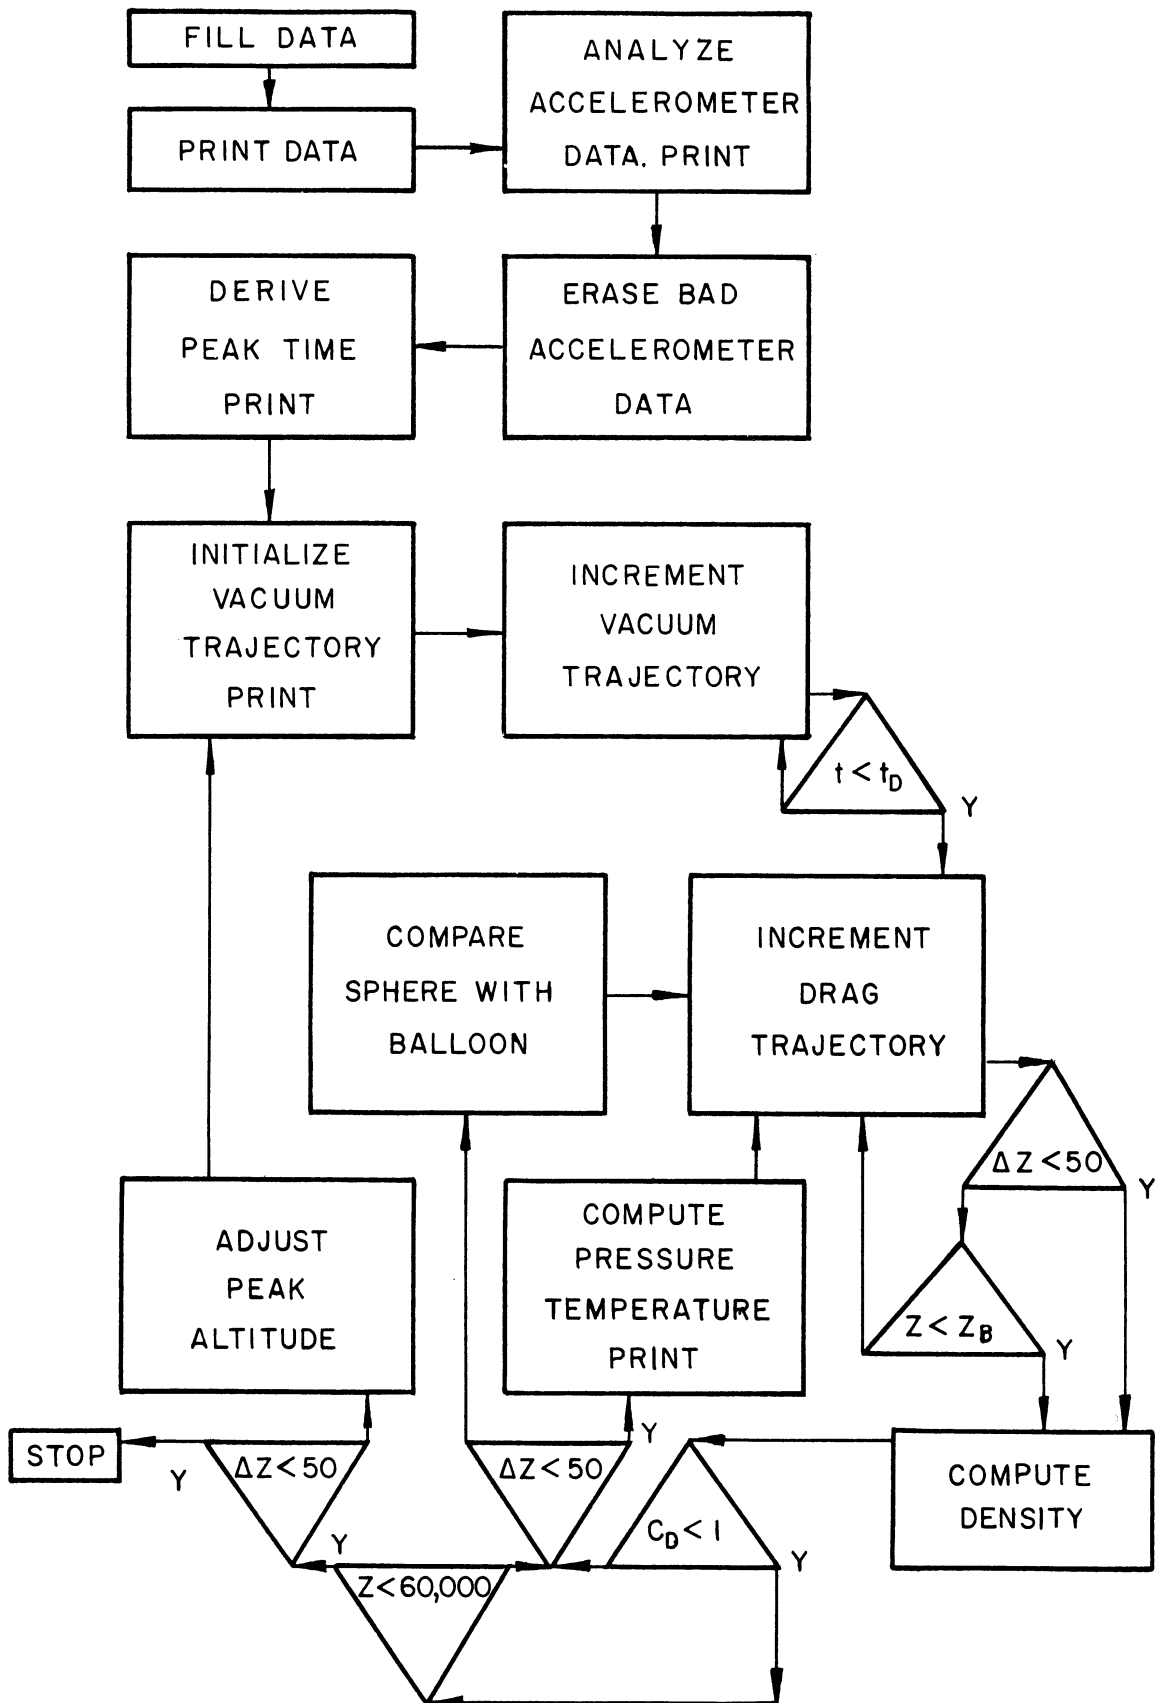 FILL DATA
PRINT DATA
ANALYZE
ACCELEROMETER
DATA. PRINT
DERIVE
PEAK TIME
PRINT
ERASE BAD
ACCELEROMETER
DATA
INITIALIZE
VACUUM
TRAJECTORY
PRINT
INCREMENT
VACUUM
TRAJECTORY
t < t_D
Y
COMPARE
SPHERE WITH
BALLOON
INCREMENT
DRAG
TRAJECTORY
ΔZ < 50
Y
Z < Z_B
Y
ADJUST
PEAK
ALTITUDE
COMPUTE
PRESSURE
TEMPERATURE
PRINT
STOP
Y
ΔZ < 50
ΔZ < 50
Y
C_D < 1
Y
COMPUTE
DENSITY
Y
Z < 60,000